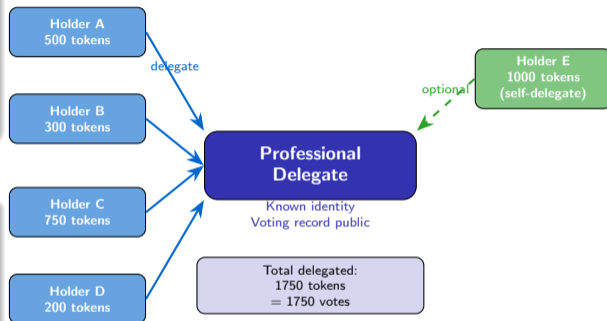 Holder A
500 tokens
delegate
Holder B
300 tokens
Holder C
750 tokens
Holder D
200 tokens
Professional
Delegate
Known identity
Voting record public
Total delegated:
1750 tokens
= 1750 votes
optional
Holder E
1000 tokens
(self-delegate)